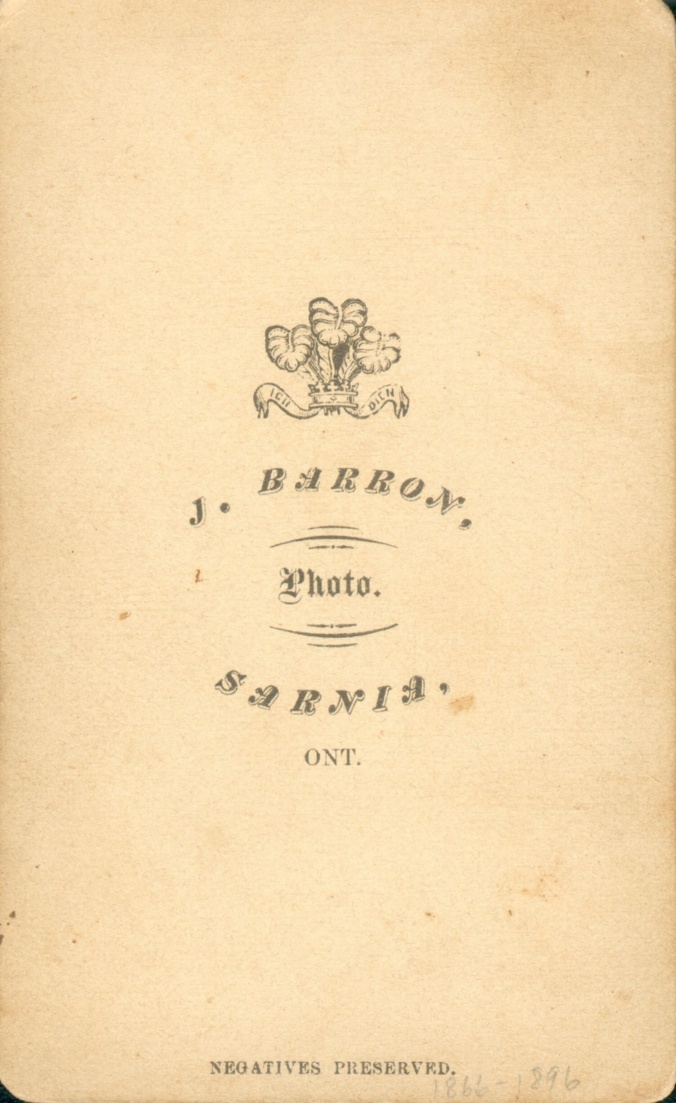 ICH DIEN
J. BARRON,
Photo.
SARNIA,
ONT.
NEGATIVES PRESERVED.
1866-1896